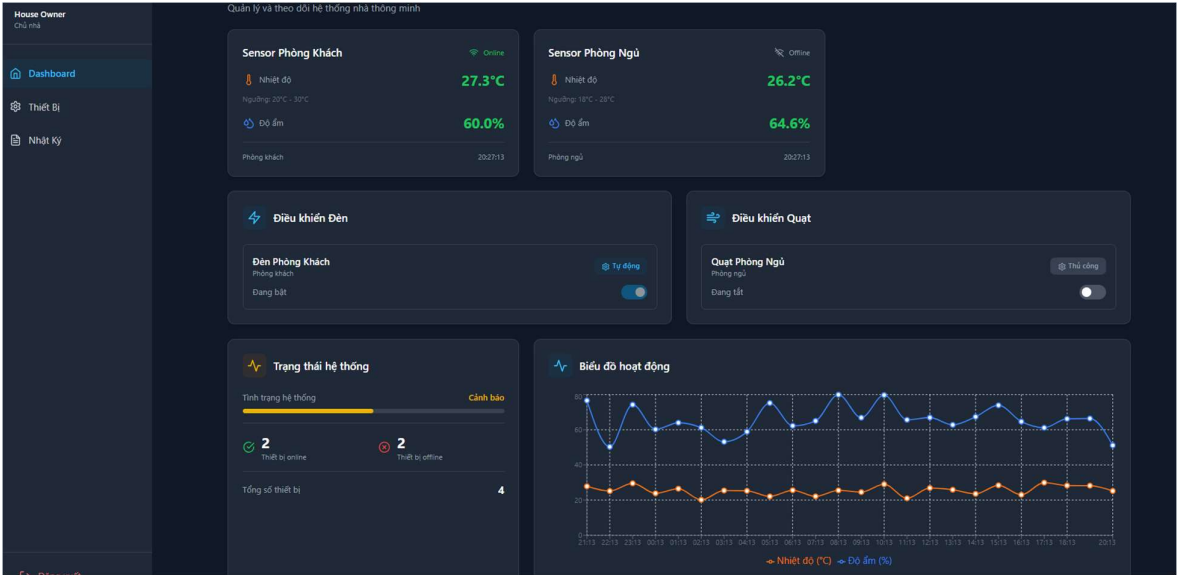 House Owner
Chủ nhà
Dashboard
Thiết Bị
Nhật Ký
Quản lý và theo dõi hệ thống nhà thông minh
Sensor Phòng Khách
Online
Nhiệt độ
27.3°C
Ngưỡng: 20°C - 30°C
Độ ẩm
60.0%
Phòng khách
20:27:13
Sensor Phòng Ngủ
Offline
Nhiệt độ
26.2°C
Ngưỡng: 18°C - 28°C
Độ ẩm
64.6%
Phòng ngủ
20:27:13
Điều khiển Đèn
Đèn Phòng Khách
Phòng khách
Tự động
Đang bật
Điều khiển Quạt
Quạt Phòng Ngủ
Phòng ngủ
Thủ công
Đang tắt
Trạng thái hệ thống
Tình trạng hệ thống
Cảnh báo
2
Thiết bị online
2
Thiết bị offline
Tổng số thiết bị
4
Biểu đồ hoạt động
80
60
40
20
0
21:13 22:13 23:13 00:13 01:13 02:13 03:13 04:13 05:13 06:13 07:13 08:13 09:13 10:13 11:13 12:13 13:13 14:13 15:13 16:13 17:13 18:13 20:13
Nhiệt độ (°C) Độ ẩm (%)